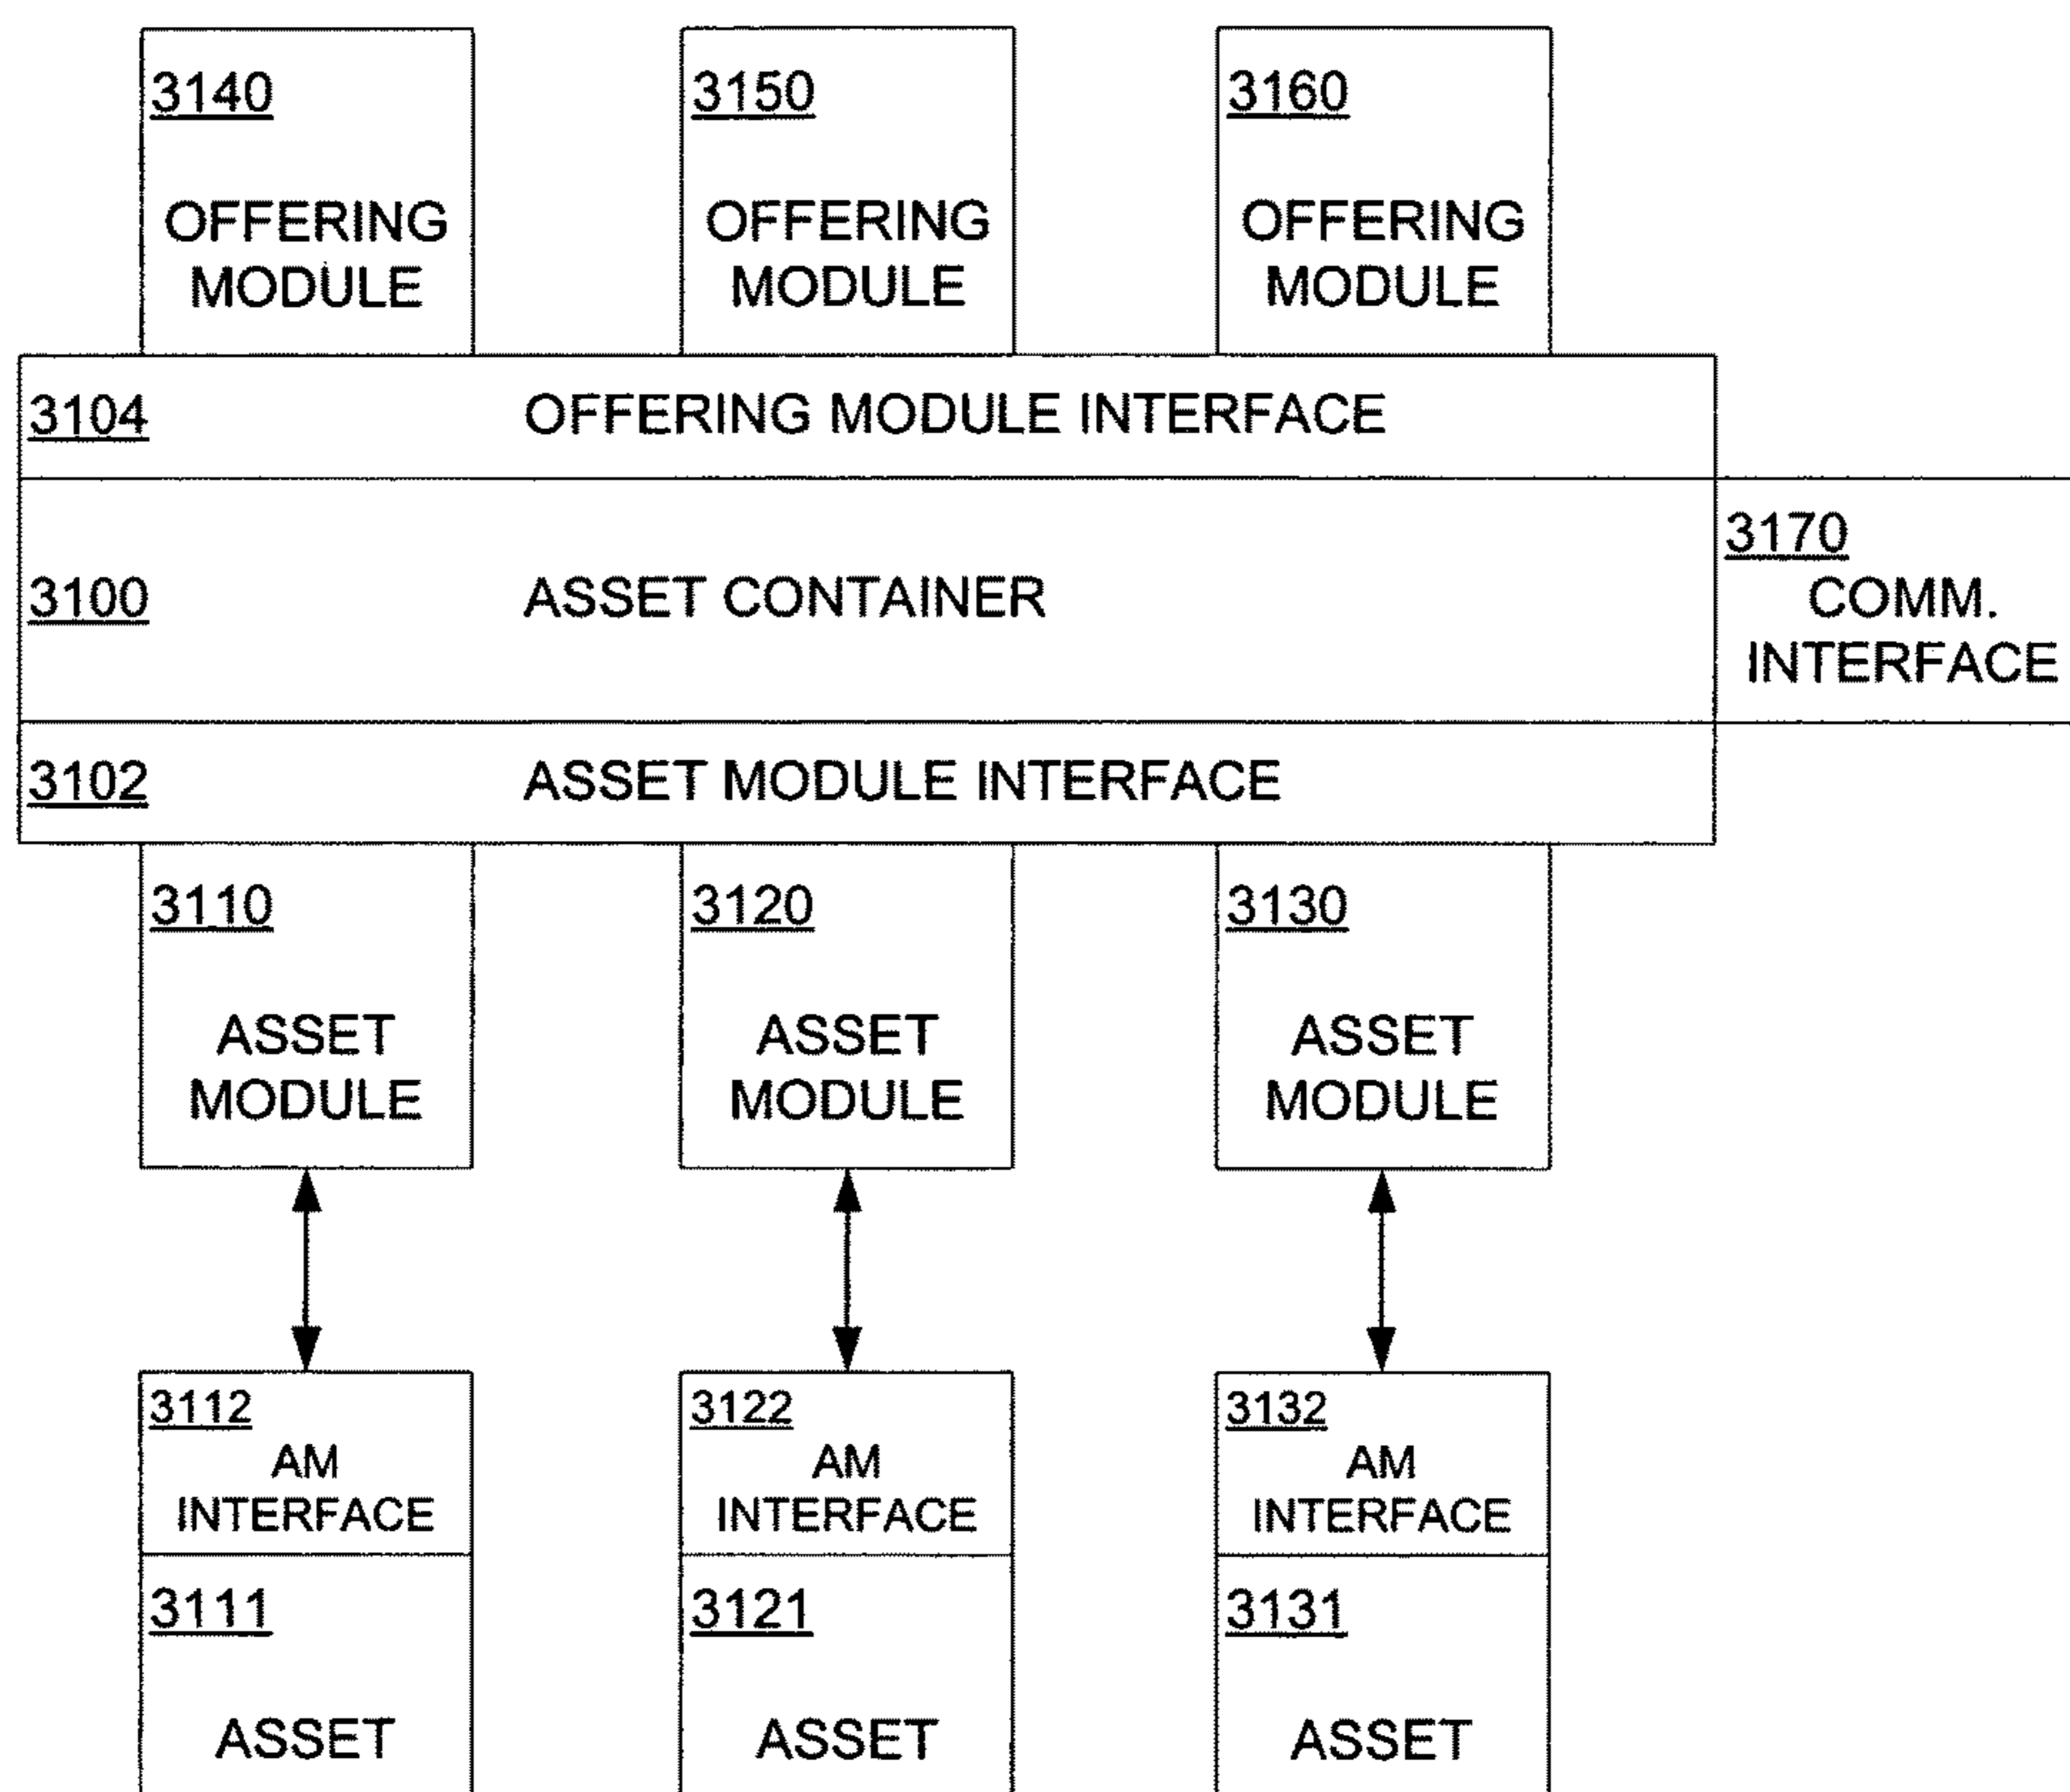 3140
OFFERING
MODULE
3150
OFFERING
MODULE
3160
OFFERING
MODULE
3104 OFFERING MODULE INTERFACE
3100 ASSET CONTAINER
3170
COMM.
INTERFACE
3102 ASSET MODULE INTERFACE
3110
ASSET
MODULE
3120
ASSET
MODULE
3130
ASSET
MODULE
3112
AM
INTERFACE
3122
AM
INTERFACE
3132
AM
INTERFACE
3111
ASSET
3121
ASSET
3131
ASSET